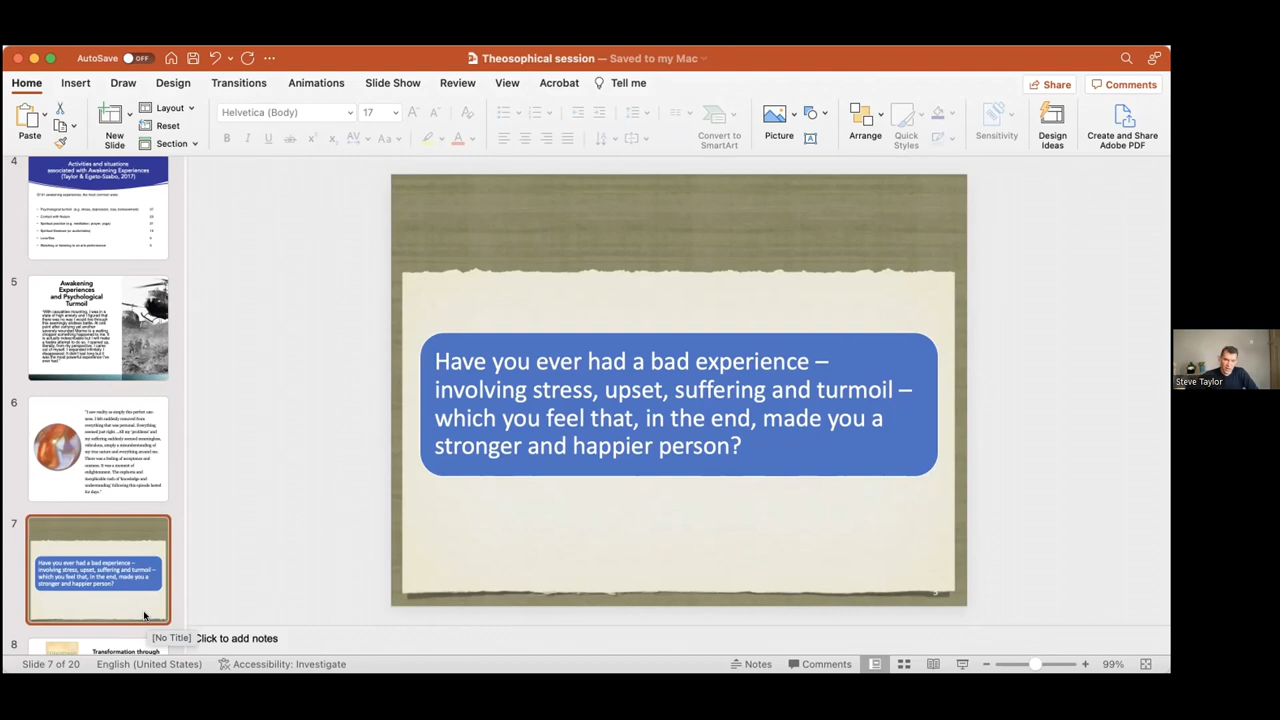 AutoSave OFF
Theosophical session — Saved to my Mac
Home Insert Draw Design Transitions Animations Slide Show Review View Acrobat Tell me
Share Comments
Paste
New
Slide
Layout
Reset
Section
Helvetica (Body) 17
Convert to
SmartArt
Picture
Arrange
Quick
Styles
Sensitivity
Design
Ideas
Create and Share
Adobe PDF
4
Activities and situations
associated with Awakening Experiences
(Taylor & Egeto-Szabo, 2017)
5
Awakening
Experiences
and Psychological
Turmoil
6
7
Have you ever had a bad experience –
involving stress, upset, suffering and turmoil –
which you feel that, in the end, made you a
stronger and happier person?
8
Transformation through
[No Title]
Have you ever had a bad experience –
involving stress, upset, suffering and turmoil –
which you feel that, in the end, made you a
stronger and happier person?
Click to add notes
Slide 7 of 20 English (United States) Accessibility: Investigate
Notes Comments 99%
Steve Taylor